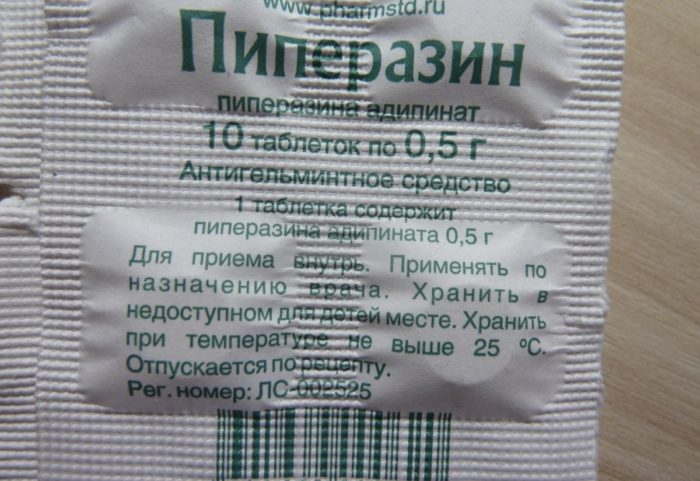 www.pharmstd.ru
Пиперазин
пиперазина адипинат
10 таблеток по 0,5 г
Антигельминтное средство
1 таблетка содержит
пиперазина адипината 0,5 г
Для приема внутрь. Применять по
назначению врача. Хранить в
недоступном для детей месте. Хранить
при температуре не выше 25 ºС.
Отпускается по рецепту.
Рег. номер: ЛС-002525